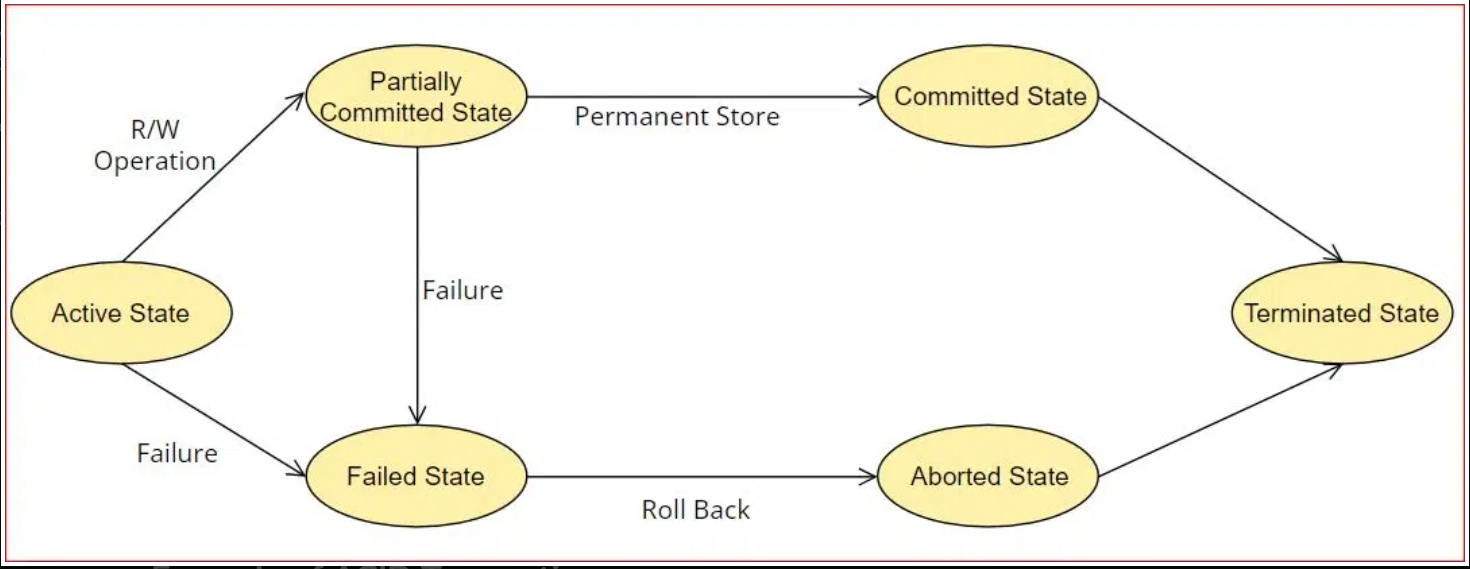 Partially
Committed State
Committed State
Permanent Store
R/W
Operation
Failure
Active State
Terminated State
Failure
Failed State
Aborted State
Roll Back